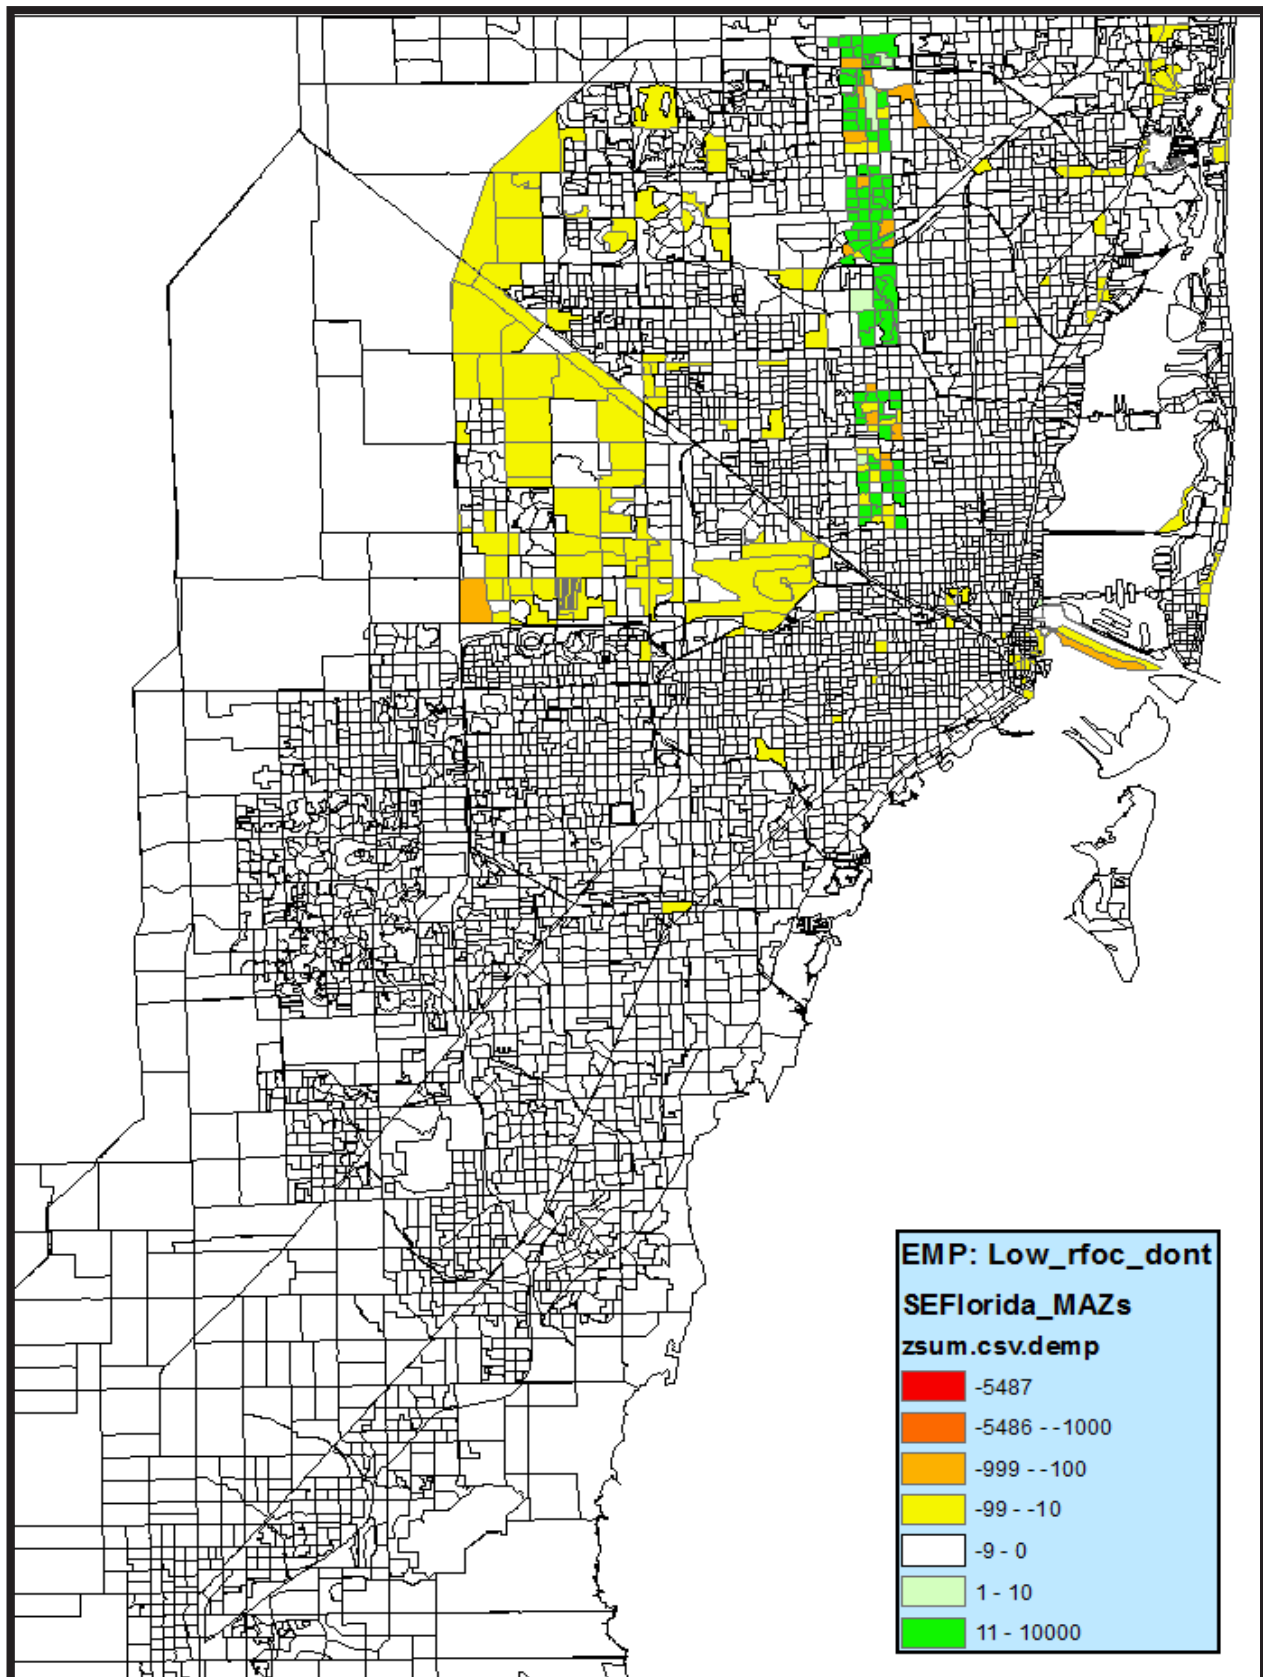 EMP: Low_rfoc_dont
SEFlorida_MAZs
zsum.csv.demp
-5487
-5486 - -1000
-999 - -100
-99 - -10
-9 - 0
1 - 10
11 - 10000